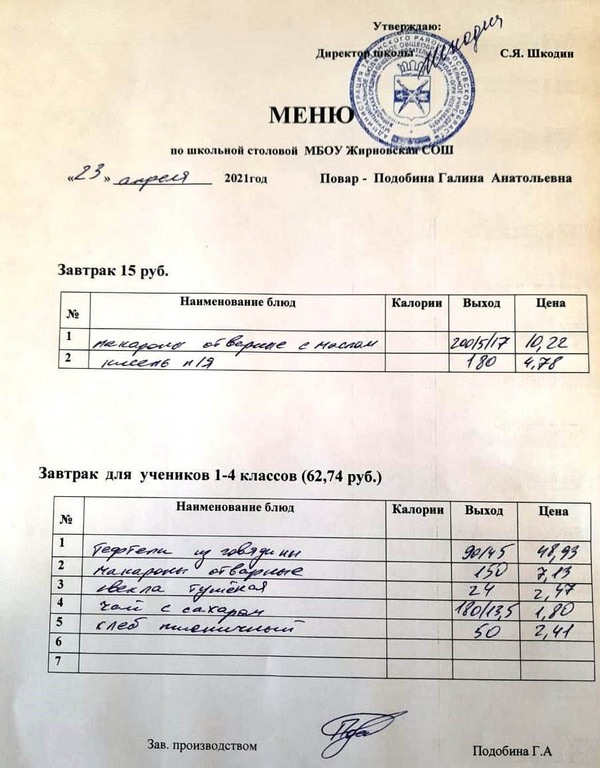 Утверждаю:
Директор школы Шкодин С.Я. Шкодин
МЕНЮ
по школьной столовой МБОУ Жирновская СОШ
«23» апреля 2021год Повар - Подобина Галина Анатольевна
Завтрак 15 руб.
№ Наименование блюд Калории Выход Цена
1 макароны отварные с маслом 200/5/17 10,22
2 кисель п/я 180 4,78
Завтрак для учеников 1-4 классов (62,74 руб.)
№ Наименование блюд Калории Выход Цена
1 Тефтели из говядины 90/45 48,93
2 макароны отварные 150 7,13
3 свекла тушёная 24 2,47
4 чай с сахаром 180/13,5 1,80
5 хлеб пшеничный 50 2,41
6
7
Зав. производством Подобина Г.А